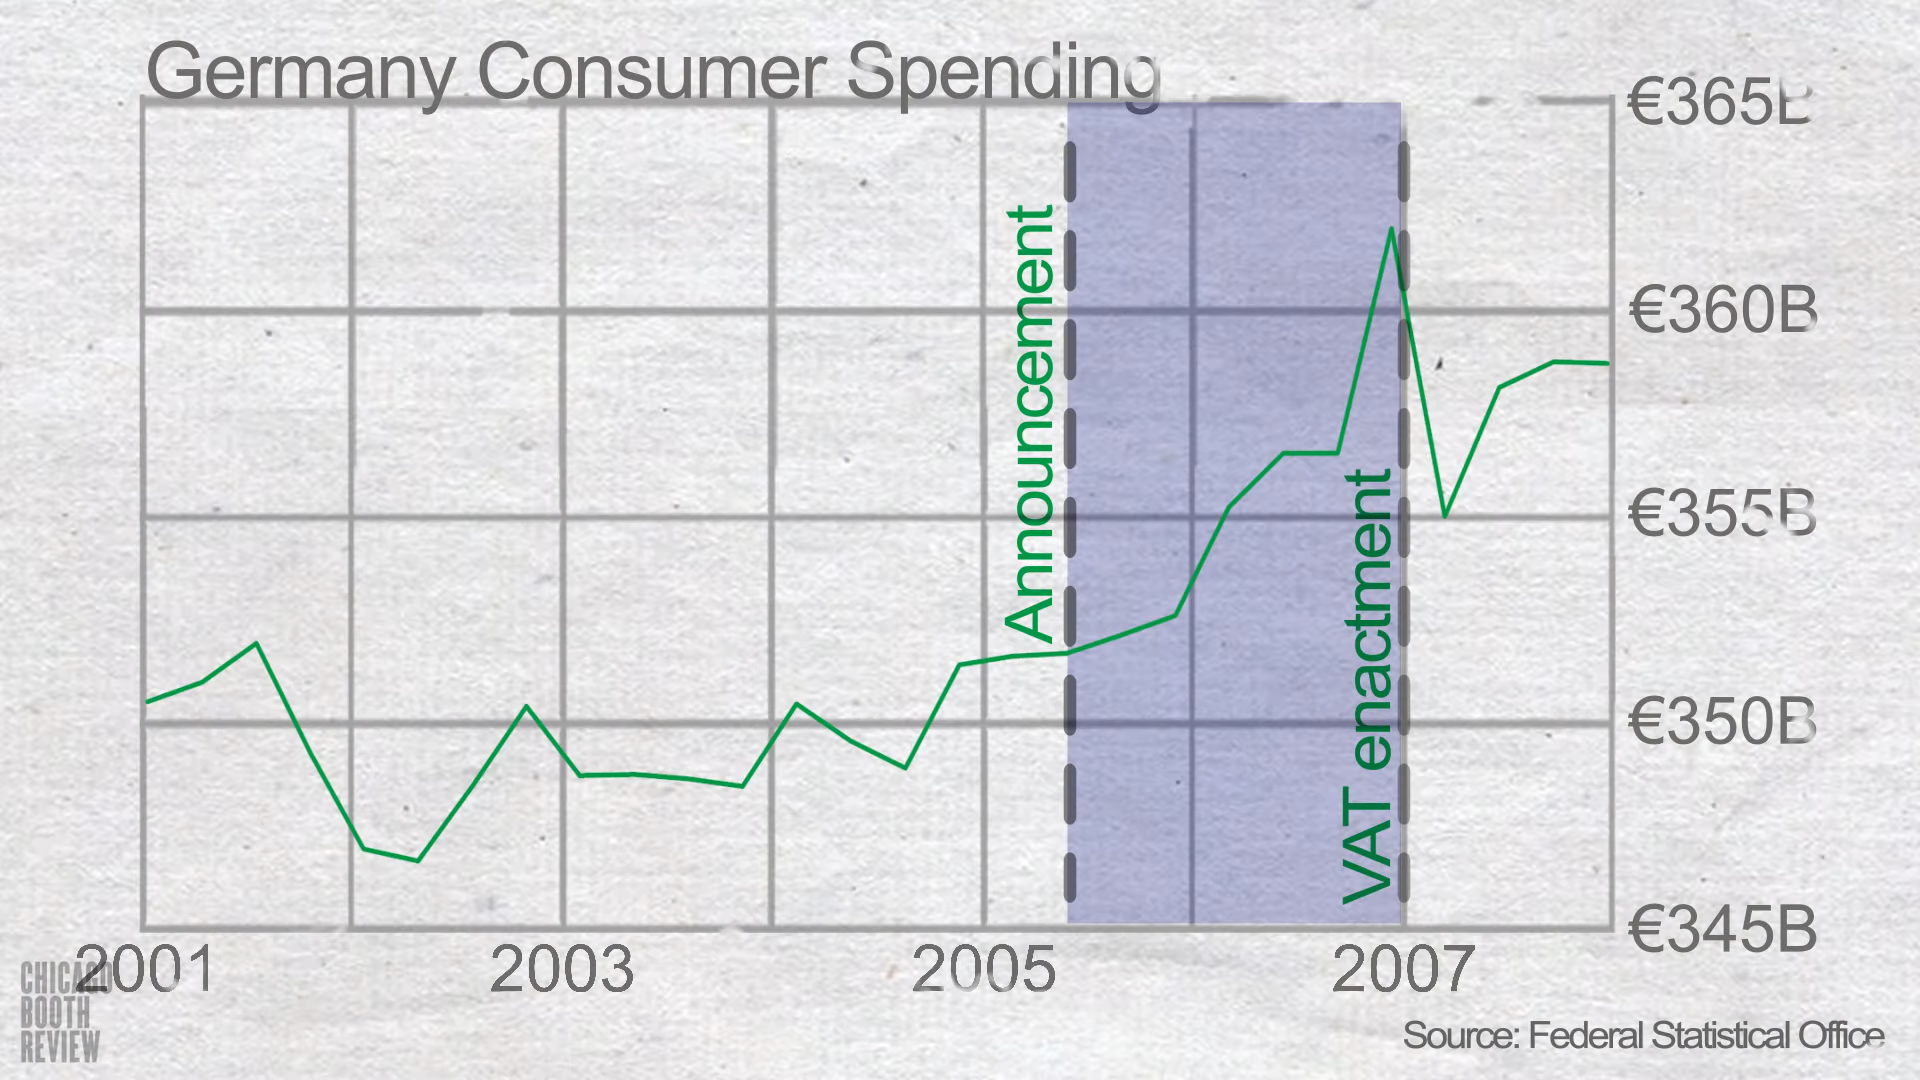 Germany Consumer Spending
€365B
€360B
€355B
€350B
€345B
Announcement
VAT enactment
2001
2003
2005
2007
CHICAGO
BOOTH
REVIEW
Source: Federal Statistical Office